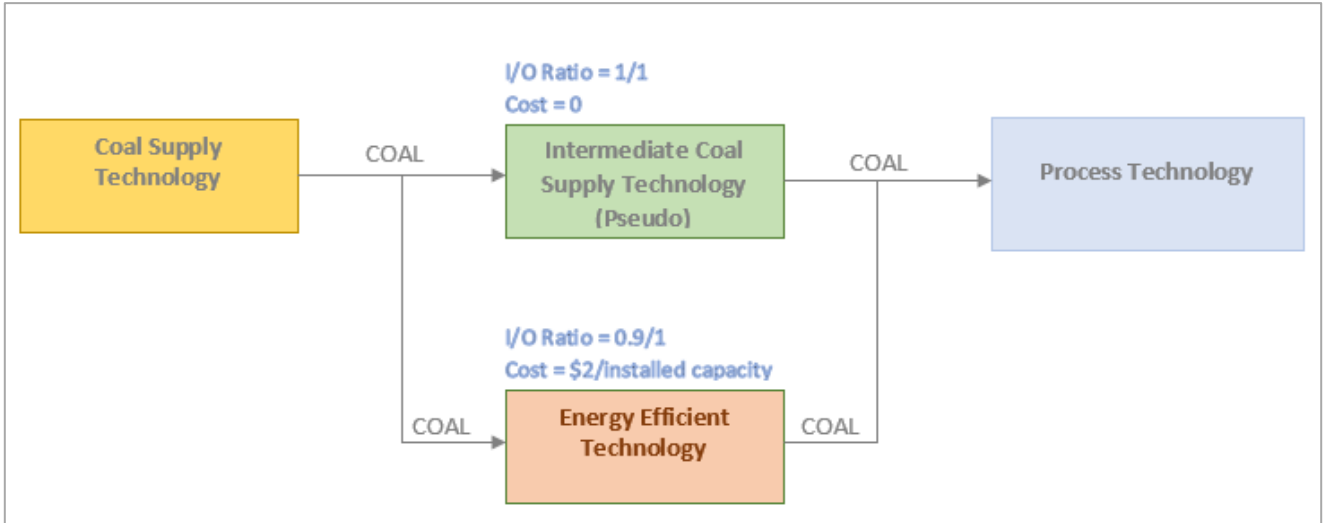 I/O Ratio = 1/1
Cost = 0
Coal Supply
Technology
COAL
Intermediate Coal
Supply Technology
(Pseudo)
COAL
Process Technology
I/O Ratio = 0.9/1
Cost = $2/installed capacity
COAL
Energy Efficient
Technology
COAL